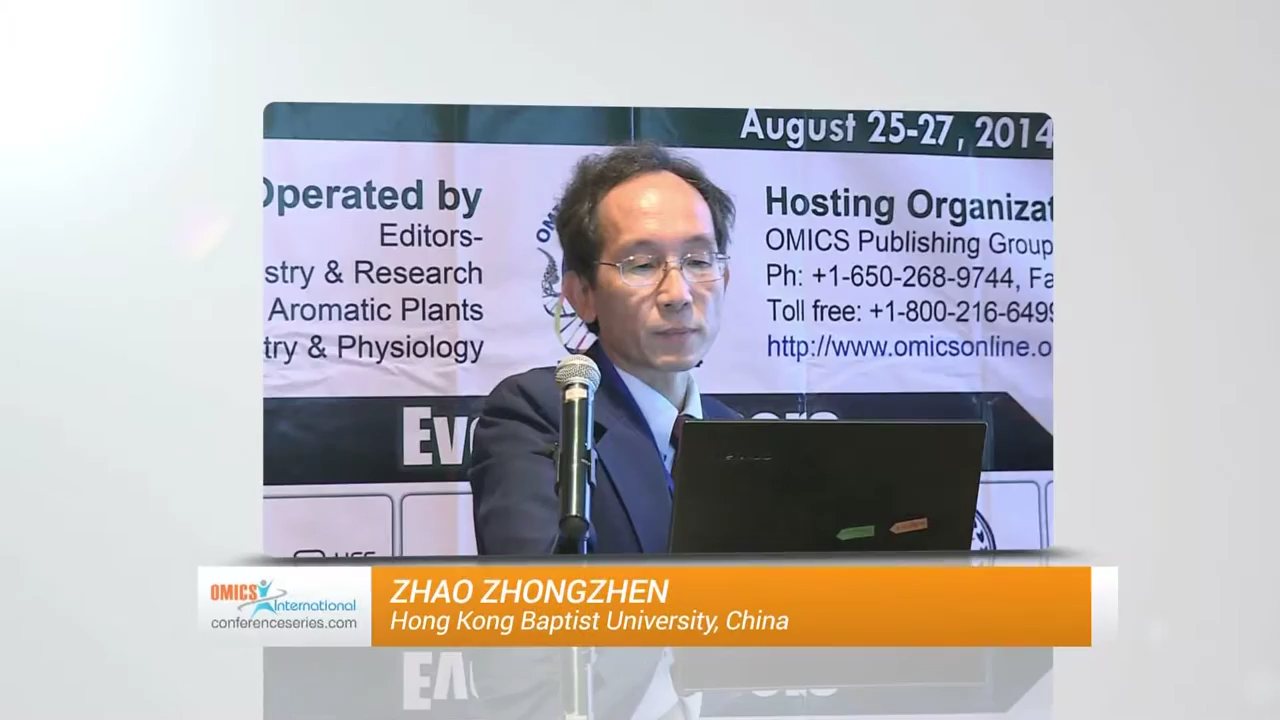 August 25-27, 2014
Operated by
Editors-
stry & Research
Aromatic Plants
try & Physiology
Hosting Organizat
OMICS Publishing Group
Ph: +1-650-268-9744, Fa
Toll free: +1-800-216-6499
http://www.omicsonline.o
OMICS
International
conferenceseries.com
ZHAO ZHONGZHEN
Hong Kong Baptist University, China